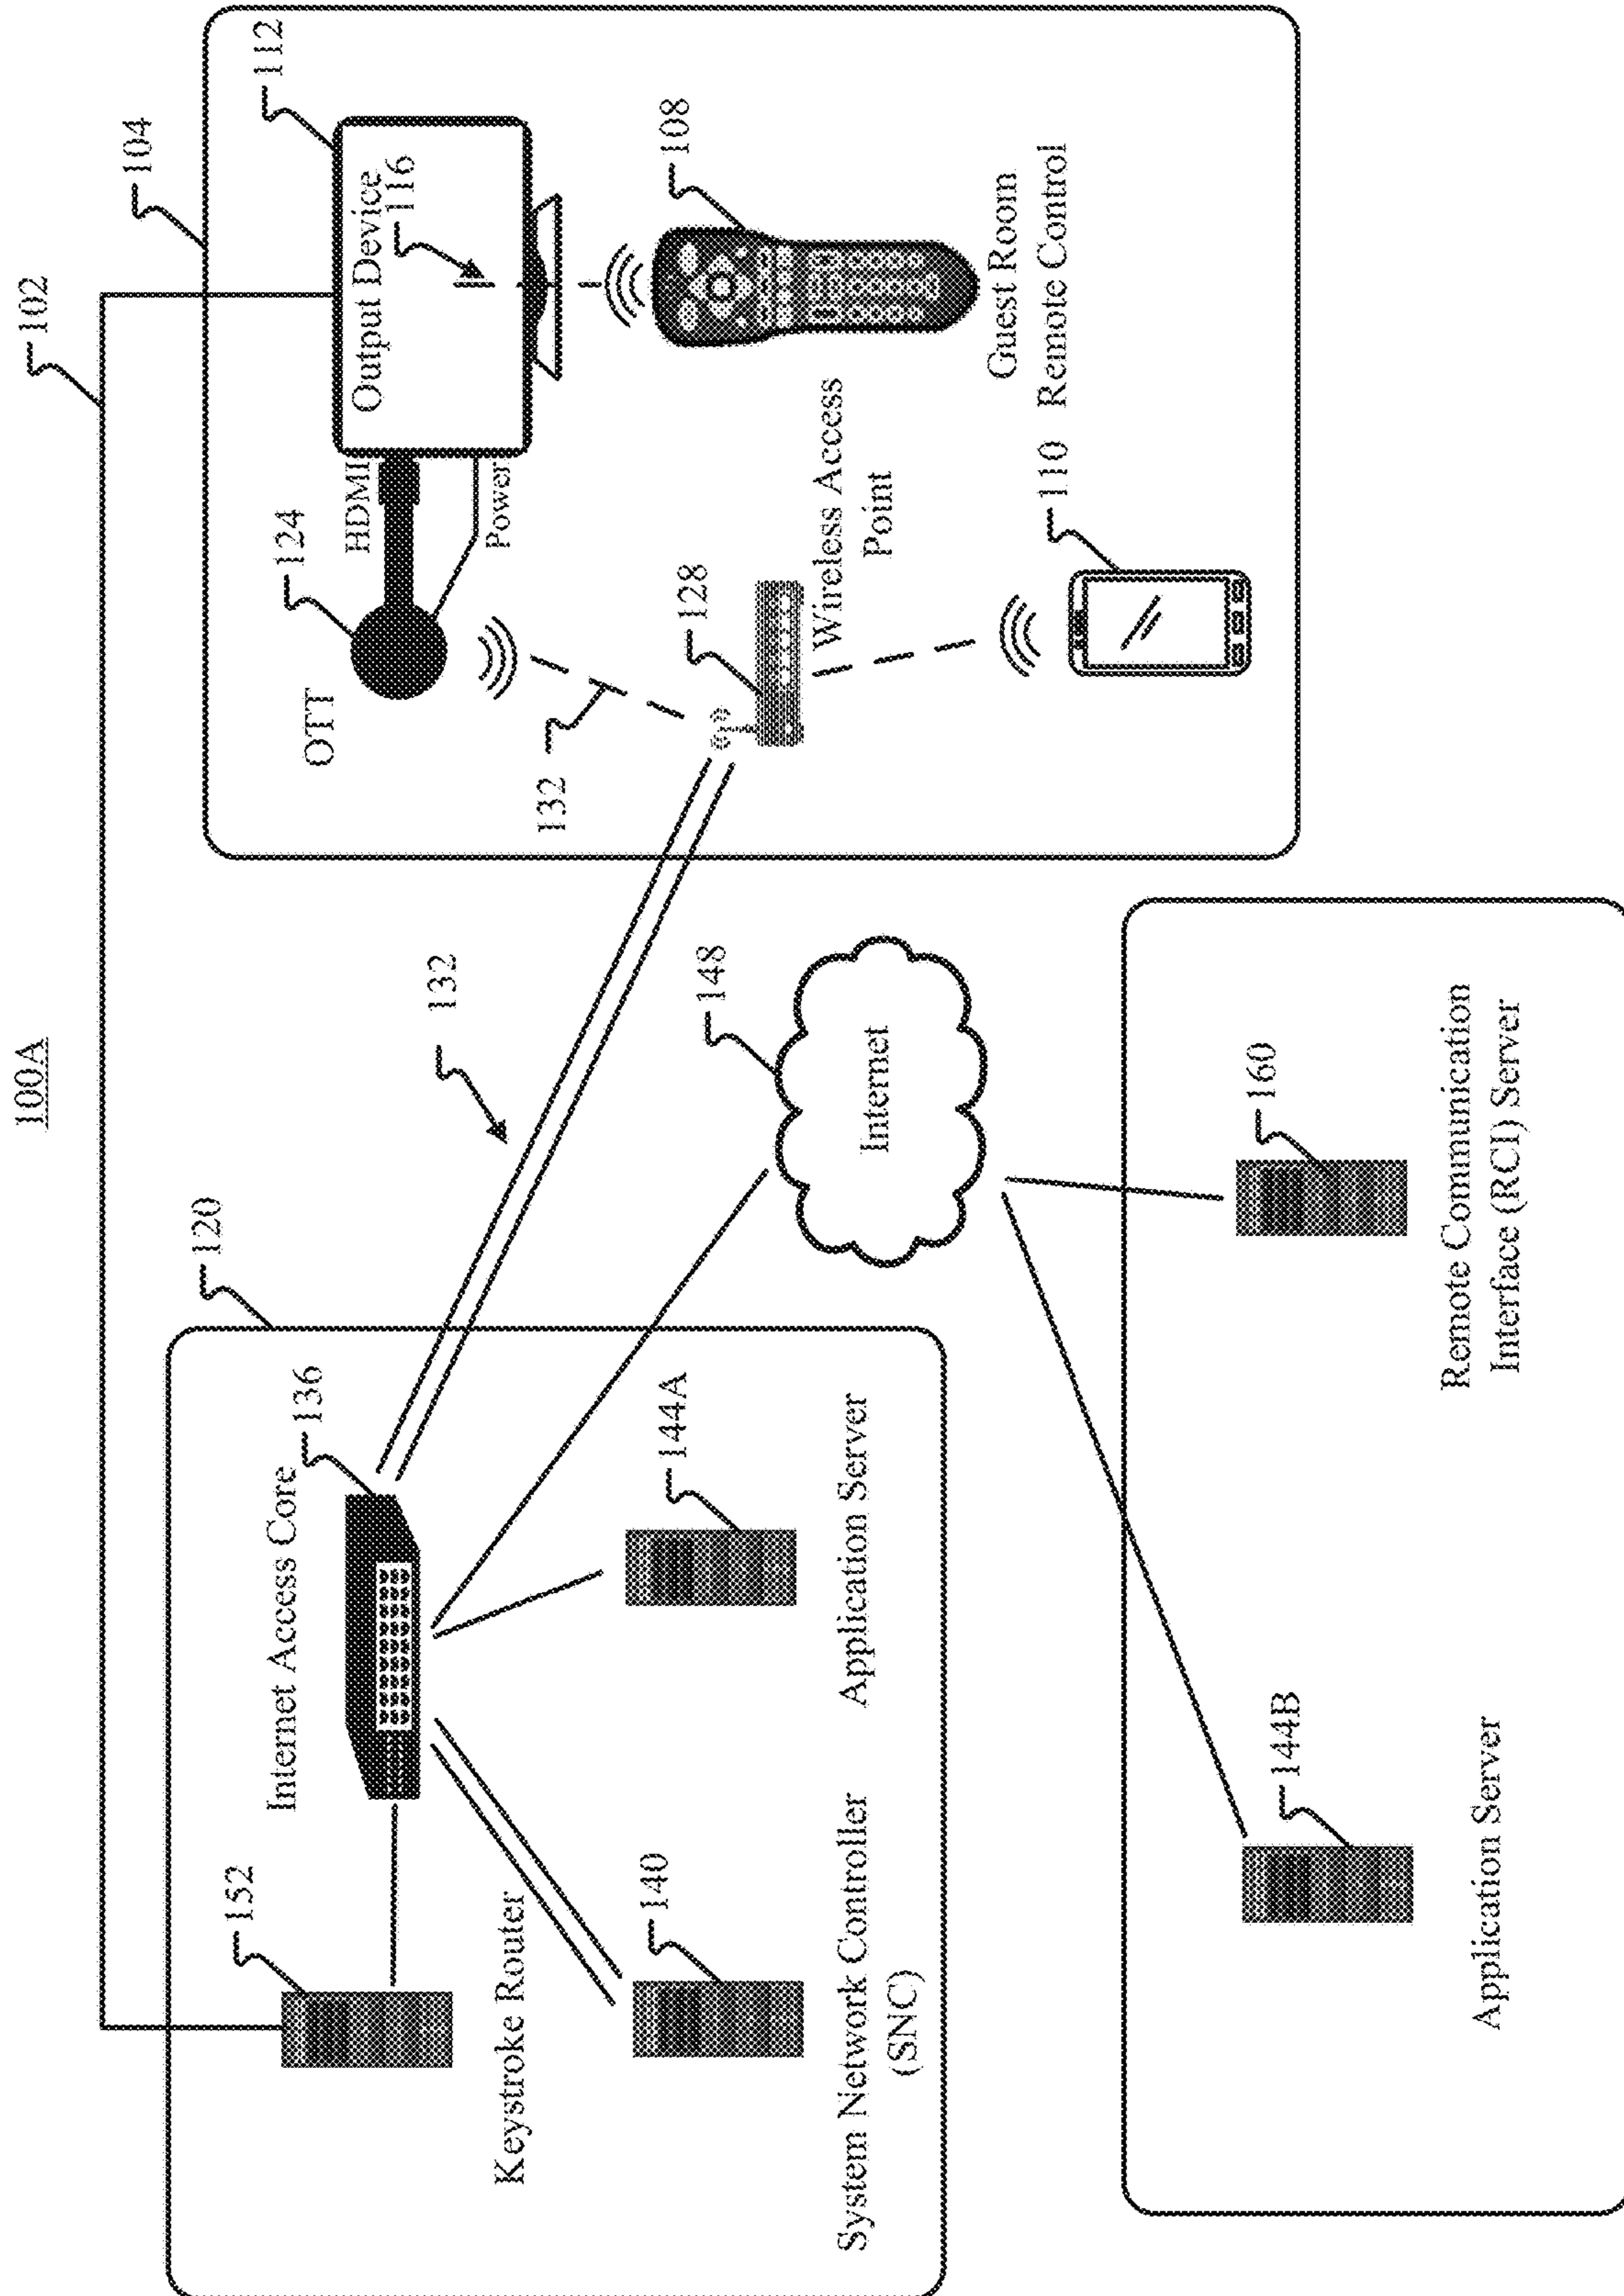 100A
102
120
152
Keystroke Router
Internet Access Core
136
140
System Network Controller
(SNC)
144A
Application Server
132
148
Internet
104
OTT
124
HDMI
Power
Output Device
112
116
132
128
Wireless Access
Point
108
Guest Room
Remote Control
110
144B
Application Server
160
Remote Communication
Interface (RCI) Server
132